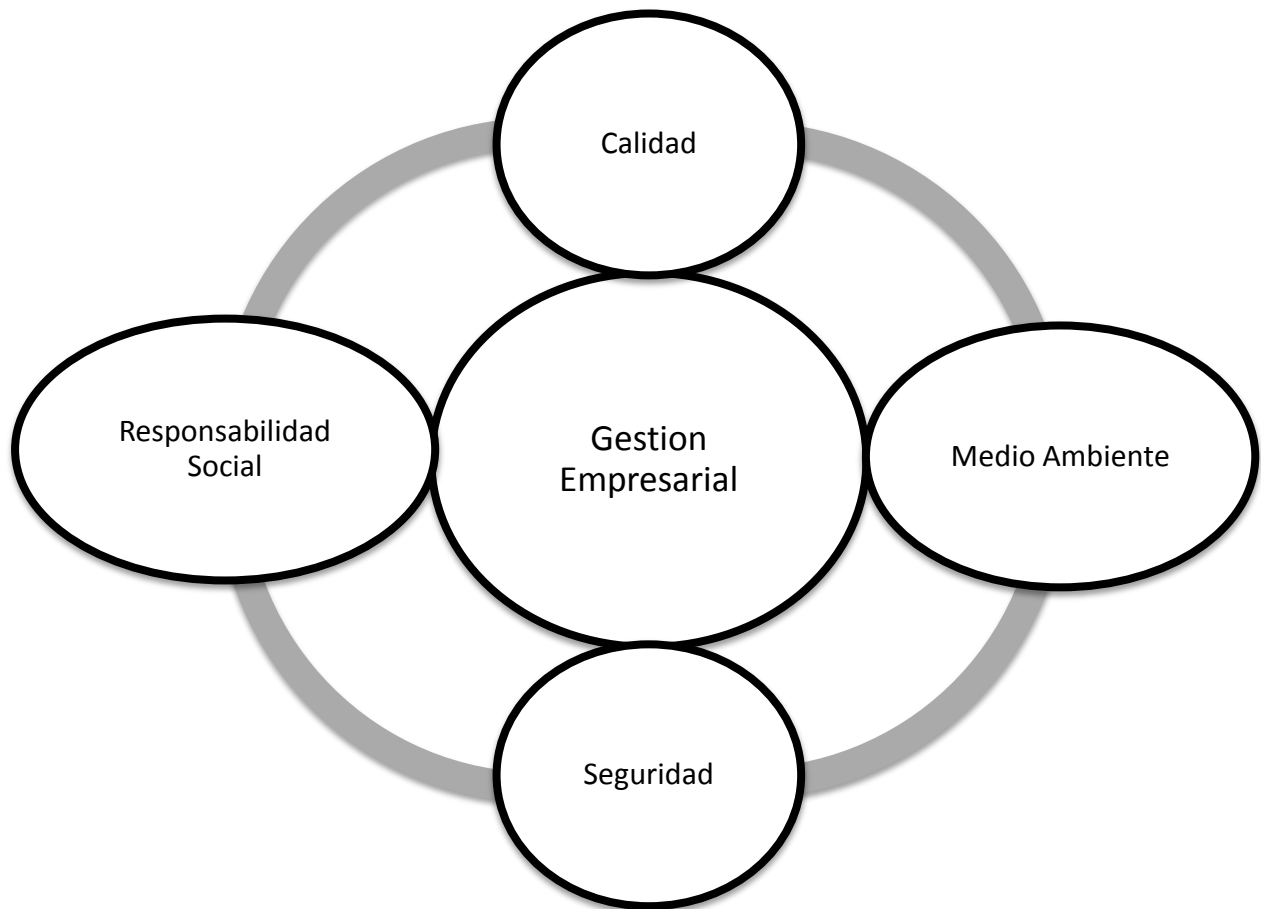 Calidad
Responsabilidad
Social
Gestion
Empresarial
Medio Ambiente
Seguridad